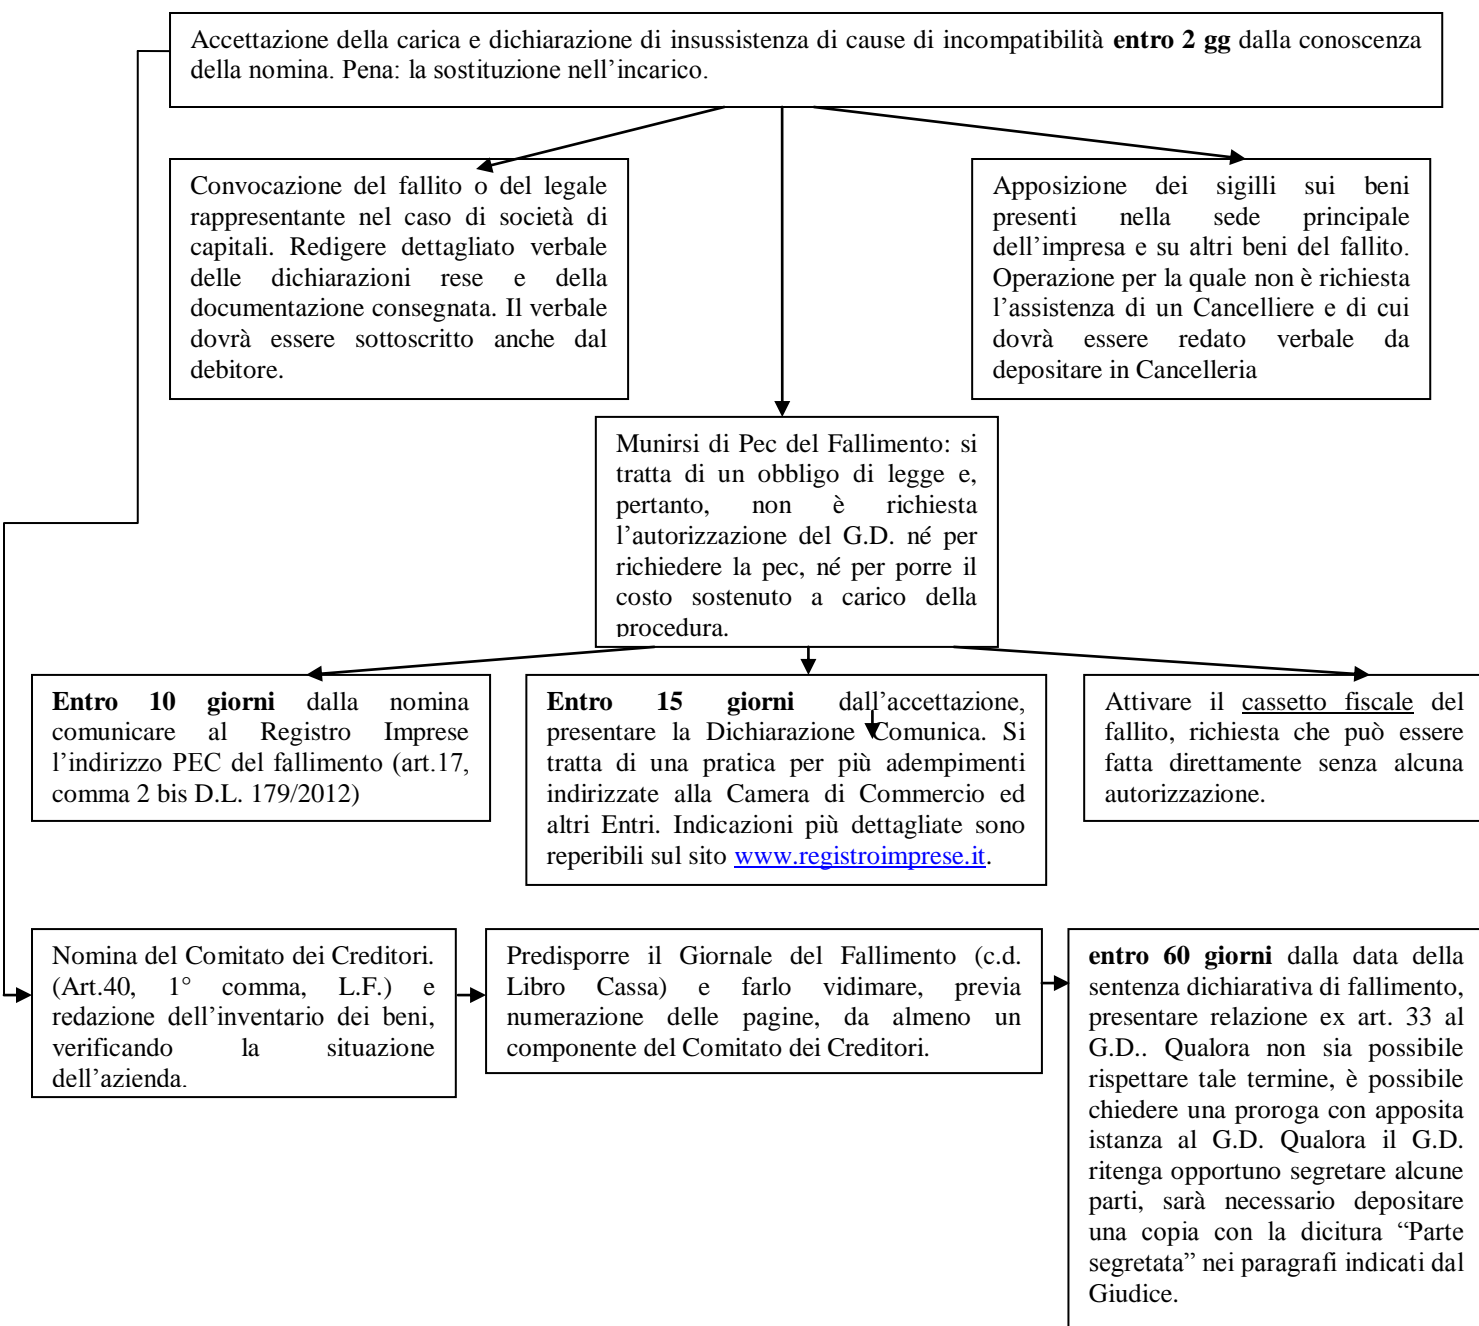 Accettazione della carica e dichiarazione di insussistenza di cause di incompatibilità entro 2 gg dalla conoscenza
della nomina. Pena: la sostituzione nell’incarico.
Convocazione del fallito o del legale
rappresentante nel caso di società di
capitali. Redigere dettagliato verbale
delle dichiarazioni rese e della
documentazione consegnata. Il verbale
dovrà essere sottoscritto anche dal
debitore.
Apposizione dei sigilli sui beni
presenti nella sede principale
dell’impresa e su altri beni del fallito.
Operazione per la quale non è richiesta
l’assistenza di un Cancelliere e di cui
dovrà essere redato verbale da
depositare in Cancelleria
Munirsi di Pec del Fallimento: si
tratta di un obbligo di legge e,
pertanto, non è richiesta
l’autorizzazione del G.D. né per
richiedere la pec, né per porre il
costo sostenuto a carico della
procedura.
Entro 10 giorni dalla nomina
comunicare al Registro Imprese
l’indirizzo PEC del fallimento (art.17,
comma 2 bis D.L. 179/2012)
Entro 15 giorni dall’accettazione,
presentare la Dichiarazione Comunica. Si
tratta di una pratica per più adempimenti
indirizzate alla Camera di Commercio ed
altri Entri. Indicazioni più dettagliate sono
reperibili sul sito www.registroimprese.it.
Attivare il cassetto fiscale del
fallito, richiesta che può essere
fatta direttamente senza alcuna
autorizzazione.
Nomina del Comitato dei Creditori.
(Art.40, 1° comma, L.F.) e
redazione dell’inventario dei beni,
verificando la situazione
dell’azienda.
Predisporre il Giornale del Fallimento (c.d.
Libro Cassa) e farlo vidimare, previa
numerazione delle pagine, da almeno un
componente del Comitato dei Creditori.
entro 60 giorni dalla data della
sentenza dichiarativa di fallimento,
presentare relazione ex art. 33 al
G.D.. Qualora non sia possibile
rispettare tale termine, è possibile
chiedere una proroga con apposita
istanza al G.D. Qualora il G.D.
ritenga opportuno segretare alcune
parti, sarà necessario depositare
una copia con la dicitura “Parte
segretata” nei paragrafi indicati dal
Giudice.